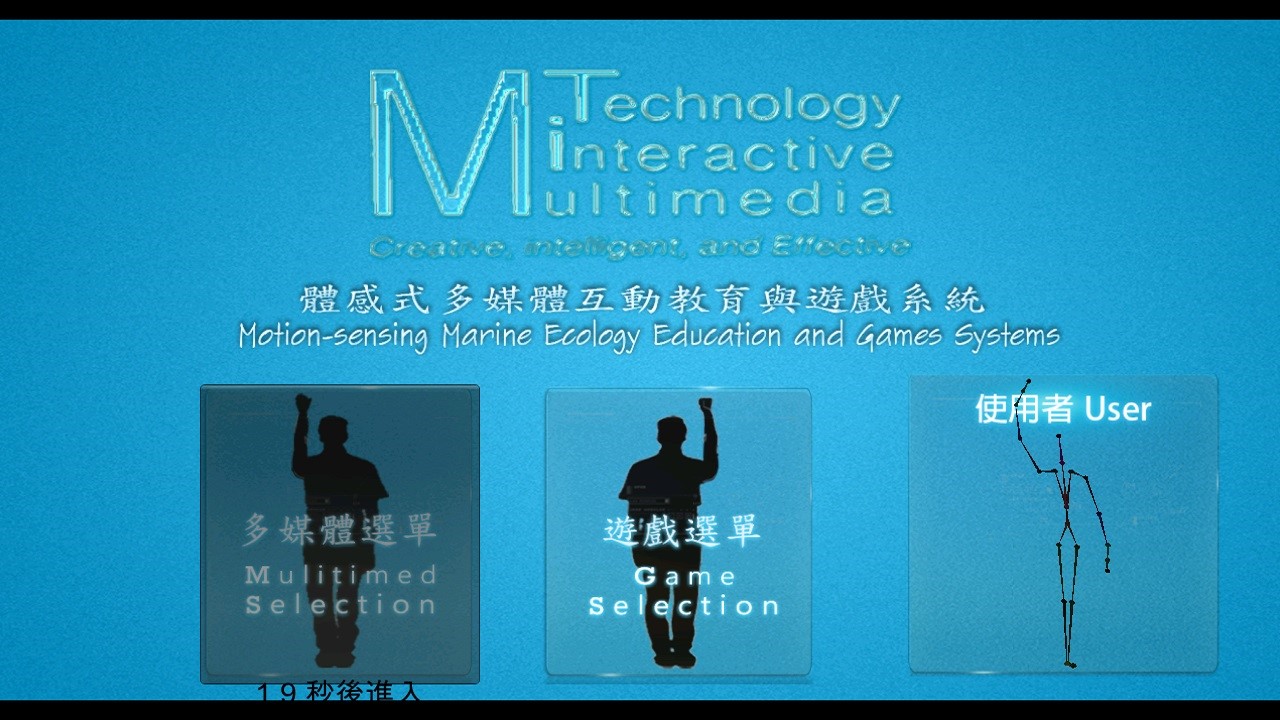 Technology
interactive
M Multimedia
Creative, intelligent, and Effective
體感式多媒體互動教育與遊戲系統
Motion-sensing Marine Ecology Education and Games Systems
多媒體選單
Mulitimed
Selection
19秒後進入
遊戲選單
Game
Selection
使用者 User